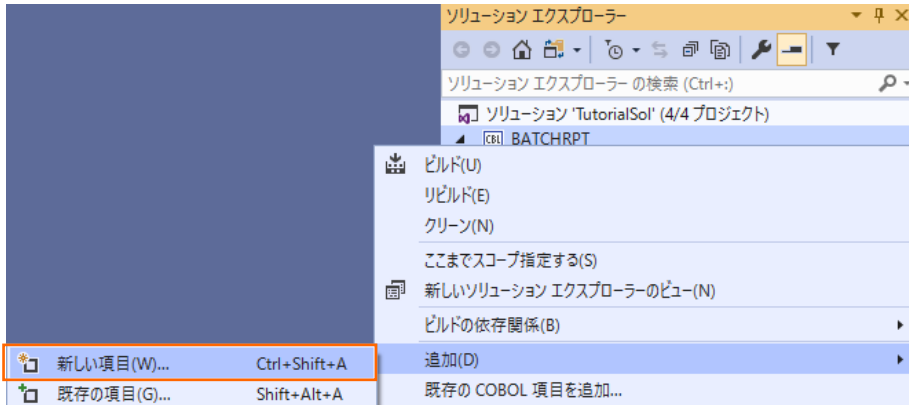 ソリューション エクスプローラー
ソリューション エクスプローラー の検索 (Ctrl+:)
ソリューション 'TutorialSol' (4/4 プロジェクト)
CBL BATCHRPT
ビルド(U)
リビルド(E)
クリーン(N)
ここまでスコープ指定する(S)
新しいソリューション エクスプローラーのビュー(N)
ビルドの依存関係(B)
追加(D)
既存の COBOL 項目を追加...
新しい項目(W)... Ctrl+Shift+A
既存の項目(G)... Shift+Alt+A